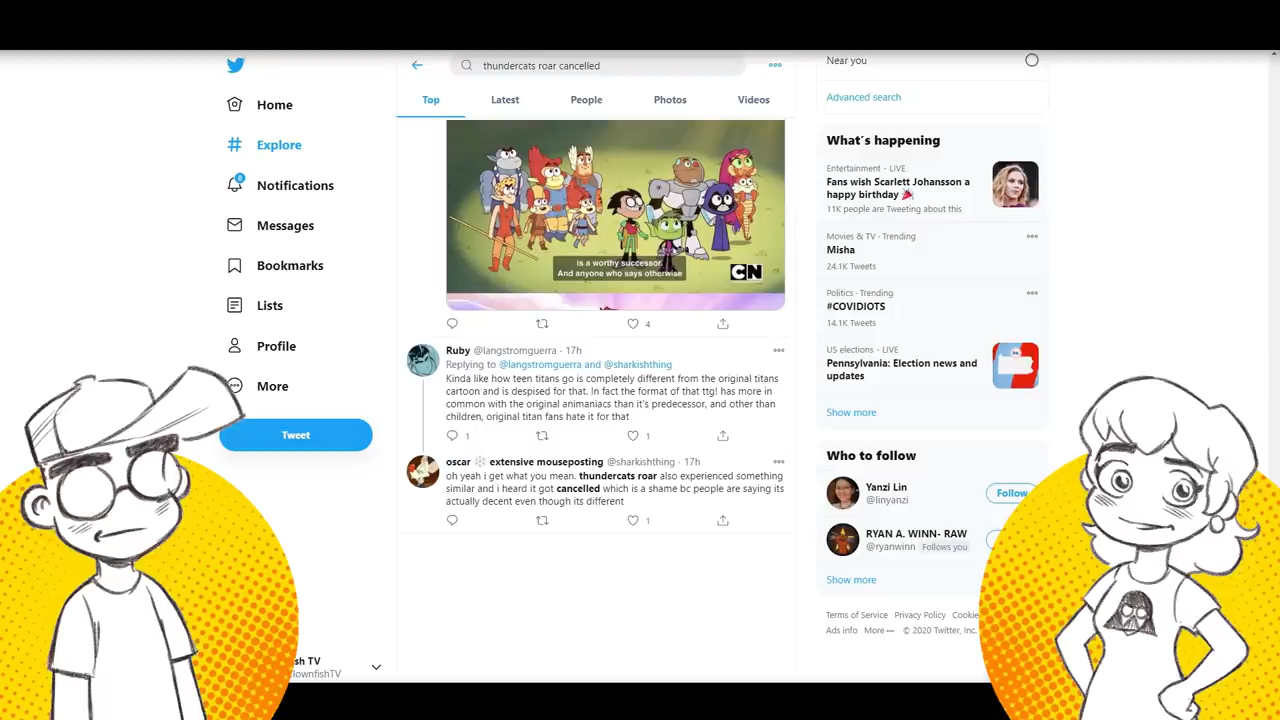 Home
Explore
8
Notifications
Messages
Bookmarks
Lists
Profile
More
Tweet
sh TV
lownfishTV
thundercats roar cancelled
Top
Latest
People
Photos
Videos
is a worthy successor.
And anyone who says otherwise
CN
4
Ruby @langstromguerra · 17h
Replying to @langstromguerra and @sharkishthing
Kinda like how teen titans go is completely different from the original titans
cartoon and is despised for that. In fact the format of that ttg! has more in
common with the original animaniacs than it's predecessor, and other than
children, original titan fans hate it for that
1
1
oscar extensive mouseposting @sharkishthing · 17h
oh yeah i get what you mean. thundercats roar also experienced something
similar and i heard it got cancelled which is a shame bc people are saying its
actually decent even though its different
1
Near you
Advanced search
What's happening
Entertainment · LIVE
Fans wish Scarlett Johansson a
happy birthday
11K people are Tweeting about this
Movies & TV · Trending
Misha
24.1K Tweets
Politics · Trending
#COVIDIOTS
14.1K Tweets
US elections · LIVE
Pennsylvania: Election news and
updates
Show more
Who to follow
Yanzi Lin
@linyanzi
Follow
RYAN A. WINN- RAW
@ryanwinn Follows you
Show more
Terms of Service Privacy Policy Cookie
Ads info More © 2020 Twitter, Inc.